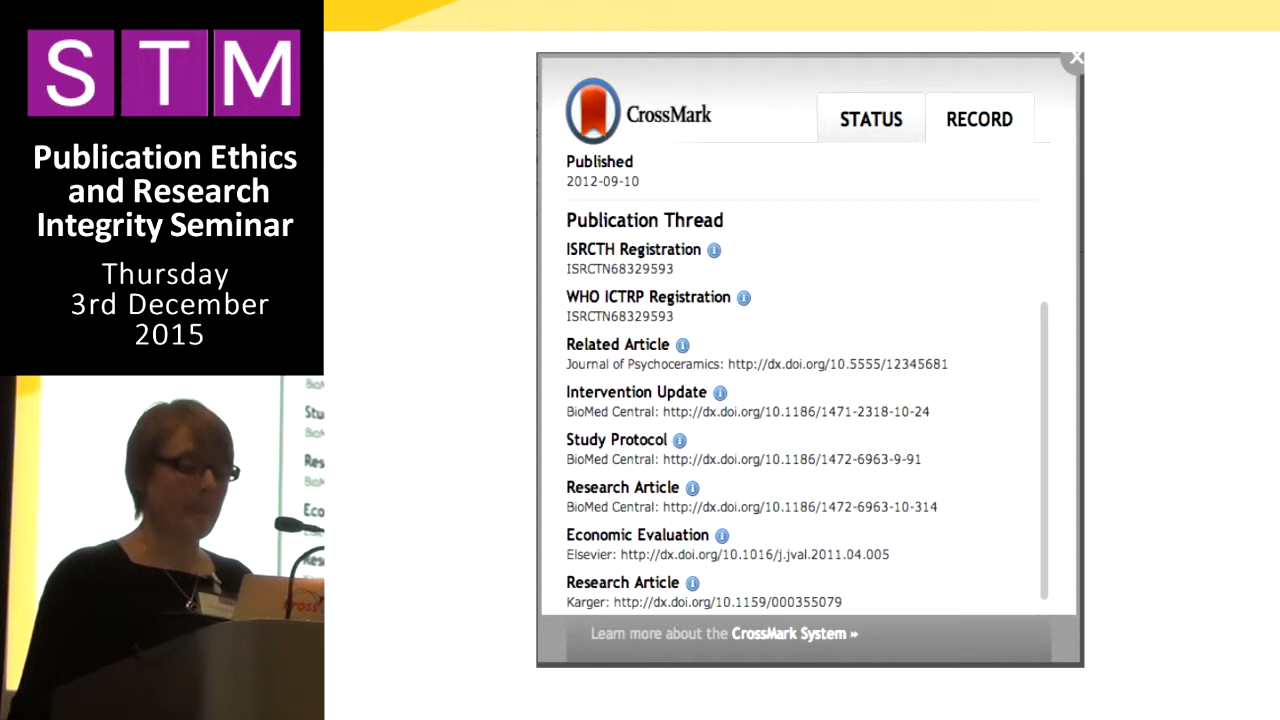 STM
Publication Ethics
and Research
Integrity Seminar
Thursday
3rd December
2015
CrossMark
STATUS
RECORD
Published
2012-09-10
Publication Thread
ISRCTH Registration
ISRCTN68329593
WHO ICTRP Registration
ISRCTN68329593
Related Article
Journal of Psychoceramics: http://dx.doi.org/10.5555/12345681
Intervention Update
BioMed Central: http://dx.doi.org/10.1186/1471-2318-10-24
Study Protocol
BioMed Central: http://dx.doi.org/10.1186/1472-6963-9-91
Research Article
BioMed Central: http://dx.doi.org/10.1186/1472-6963-10-314
Economic Evaluation
Elsevier: http://dx.doi.org/10.1016/j.jval.2011.04.005
Research Article
Karger: http://dx.doi.org/10.1159/000355079
Learn more about the CrossMark System »